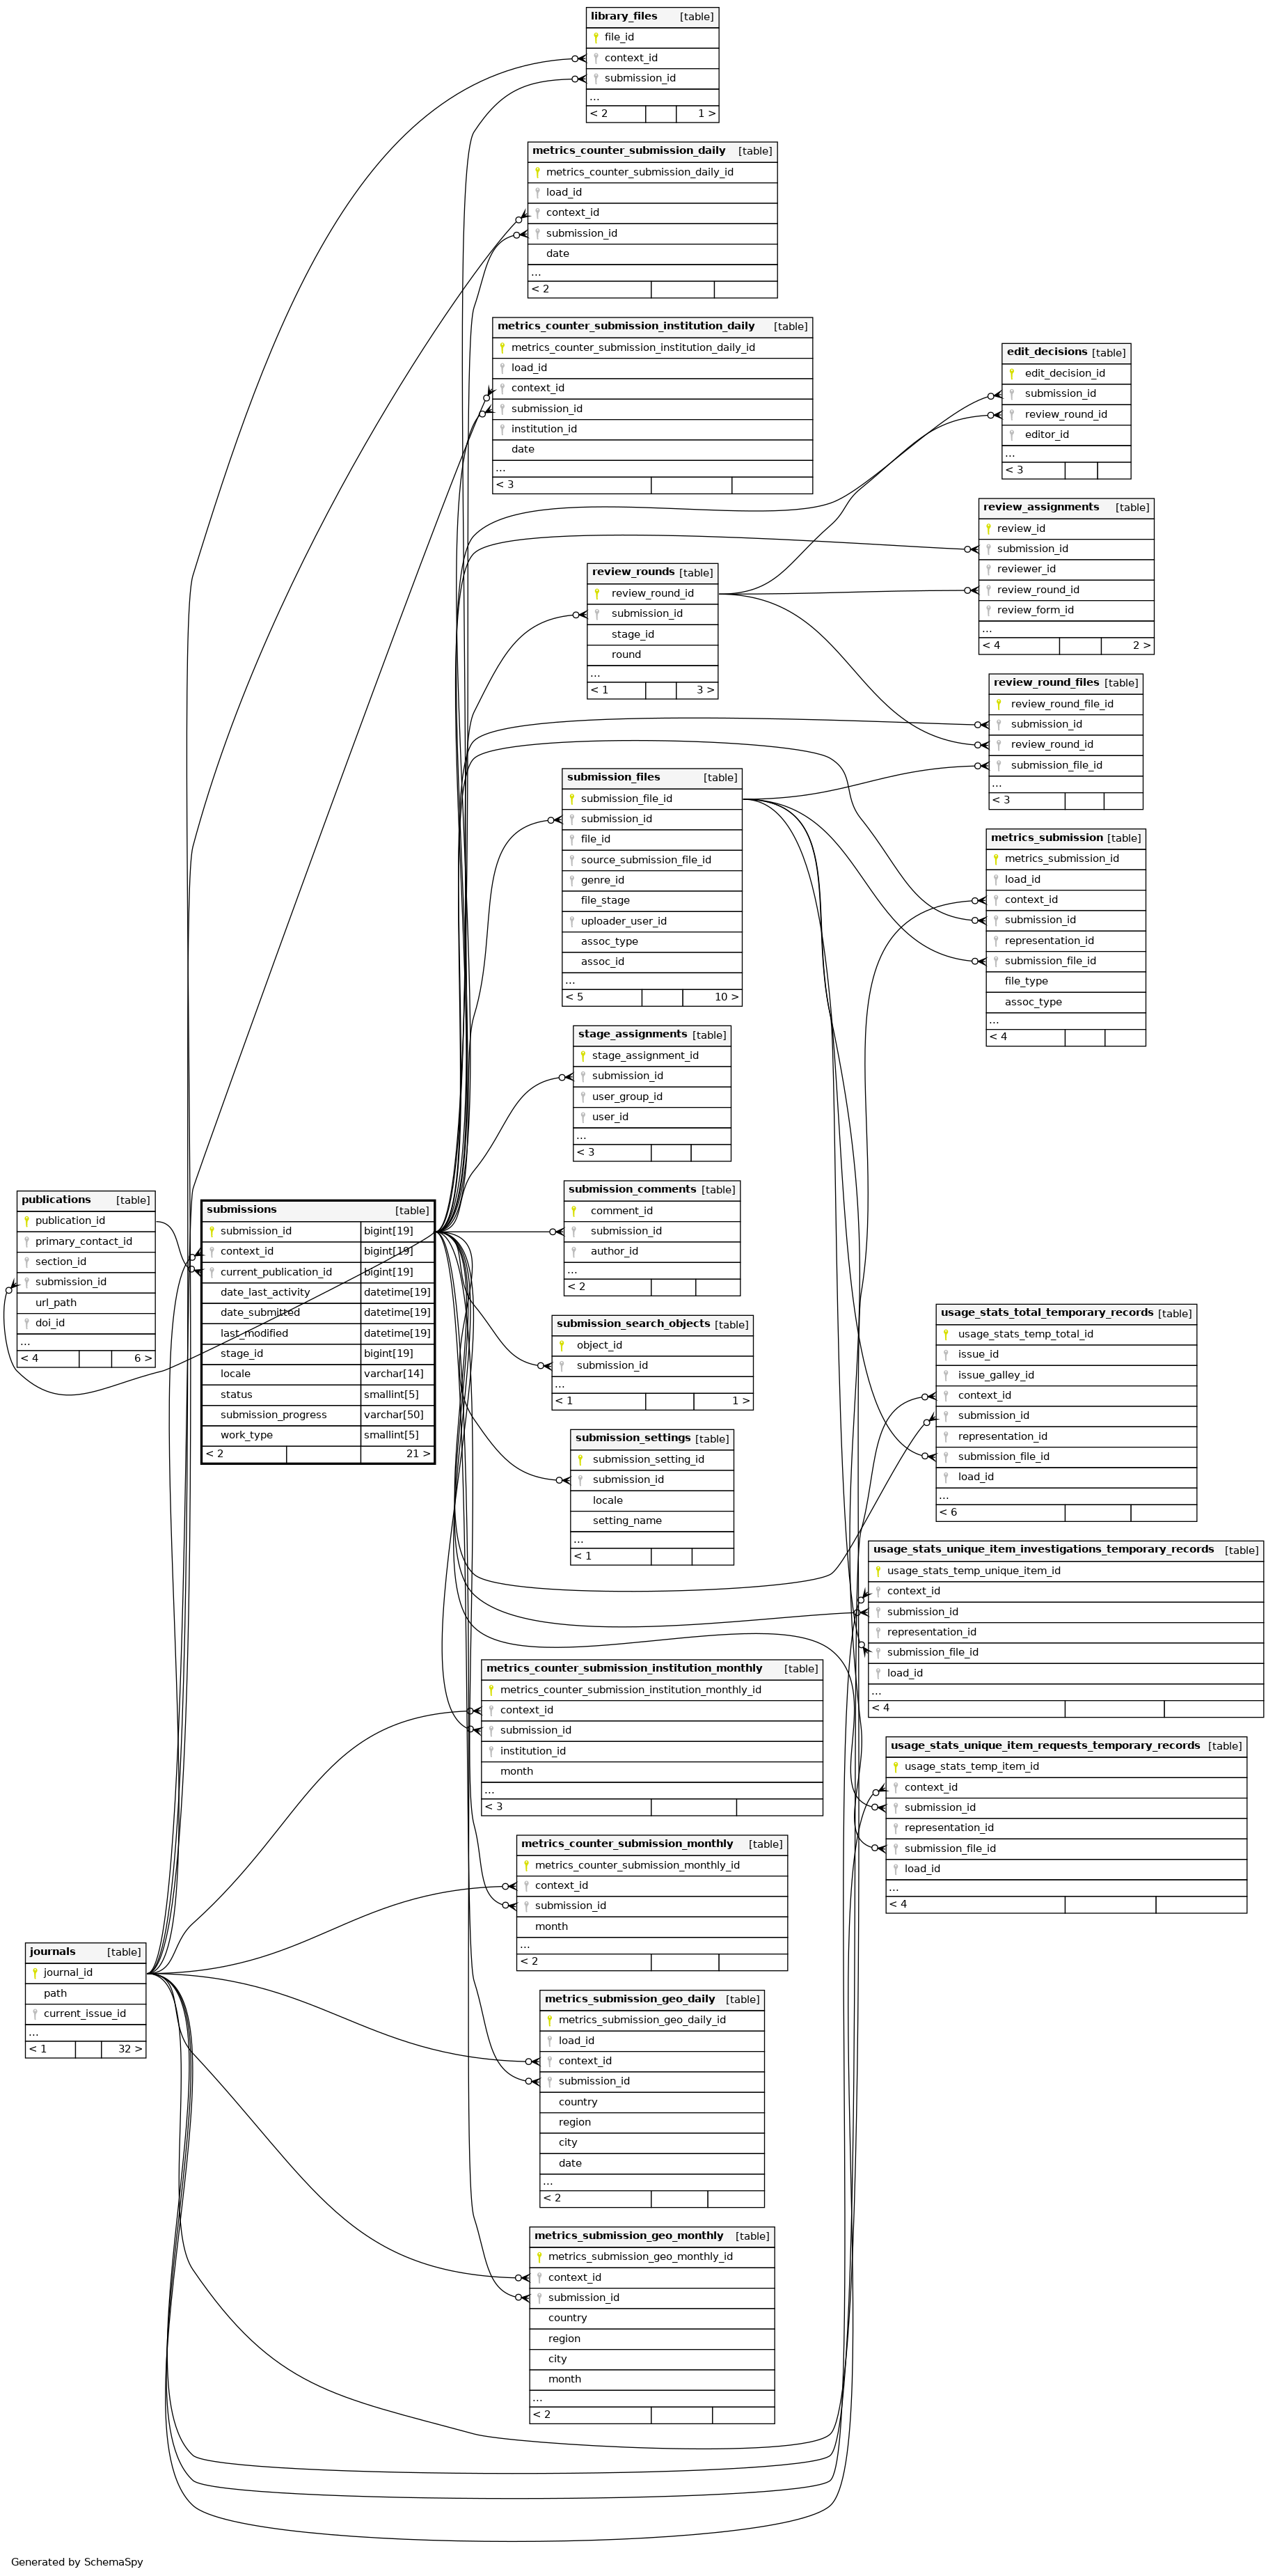 library_files [table]
file_id
context_id
submission_id
...
< 2 1 >
metrics_counter_submission_daily [table]
metrics_counter_submission_daily_id
load_id
context_id
submission_id
date
...
< 2
metrics_counter_submission_institution_daily [table]
metrics_counter_submission_institution_daily_id
load_id
context_id
submission_id
institution_id
date
...
< 3
edit_decisions [table]
edit_decision_id
submission_id
review_round_id
editor_id
...
< 3
review_assignments [table]
review_id
submission_id
reviewer_id
review_round_id
review_form_id
...
< 4 2 >
review_rounds [table]
review_round_id
submission_id
stage_id
round
...
< 1 3 >
review_round_files [table]
review_round_file_id
submission_id
review_round_id
submission_file_id
...
< 3
submission_files [table]
submission_file_id
submission_id
file_id
source_submission_file_id
genre_id
file_stage
uploader_user_id
assoc_type
assoc_id
...
< 5 10 >
metrics_submission [table]
metrics_submission_id
load_id
context_id
submission_id
representation_id
submission_file_id
file_type
assoc_type
...
< 4
stage_assignments [table]
stage_assignment_id
submission_id
user_group_id
user_id
...
< 3
publications [table]
publication_id
primary_contact_id
section_id
submission_id
url_path
doi_id
...
< 4 6 >
submissions [table]
submission_id bigint[19]
context_id bigint[19]
current_publication_id bigint[19]
date_last_activity datetime[19]
date_submitted datetime[19]
last_modified datetime[19]
stage_id bigint[19]
locale varchar[14]
status smallint[5]
submission_progress varchar[50]
work_type smallint[5]
< 2 21 >
submission_comments [table]
comment_id
submission_id
author_id
...
< 2
submission_search_objects [table]
object_id
submission_id
...
< 1 1 >
submission_settings [table]
submission_setting_id
submission_id
locale
setting_name
...
< 1
usage_stats_total_temporary_records [table]
usage_stats_temp_total_id
issue_id
issue_galley_id
context_id
submission_id
representation_id
submission_file_id
load_id
...
< 6
usage_stats_unique_item_investigations_temporary_records [table]
usage_stats_temp_unique_item_id
context_id
submission_id
representation_id
submission_file_id
load_id
...
< 4
metrics_counter_submission_institution_monthly [table]
metrics_counter_submission_institution_monthly_id
context_id
submission_id
institution_id
month
...
< 3
usage_stats_unique_item_requests_temporary_records [table]
usage_stats_temp_item_id
context_id
submission_id
representation_id
submission_file_id
load_id
...
< 4
metrics_counter_submission_monthly [table]
metrics_counter_submission_monthly_id
context_id
submission_id
month
...
< 2
journals [table]
journal_id
path
current_issue_id
...
< 1 32 >
metrics_submission_geo_daily [table]
metrics_submission_geo_daily_id
load_id
context_id
submission_id
country
region
city
date
...
< 2
metrics_submission_geo_monthly [table]
metrics_submission_geo_monthly_id
context_id
submission_id
country
region
city
month
...
< 2
Generated by SchemaSpy